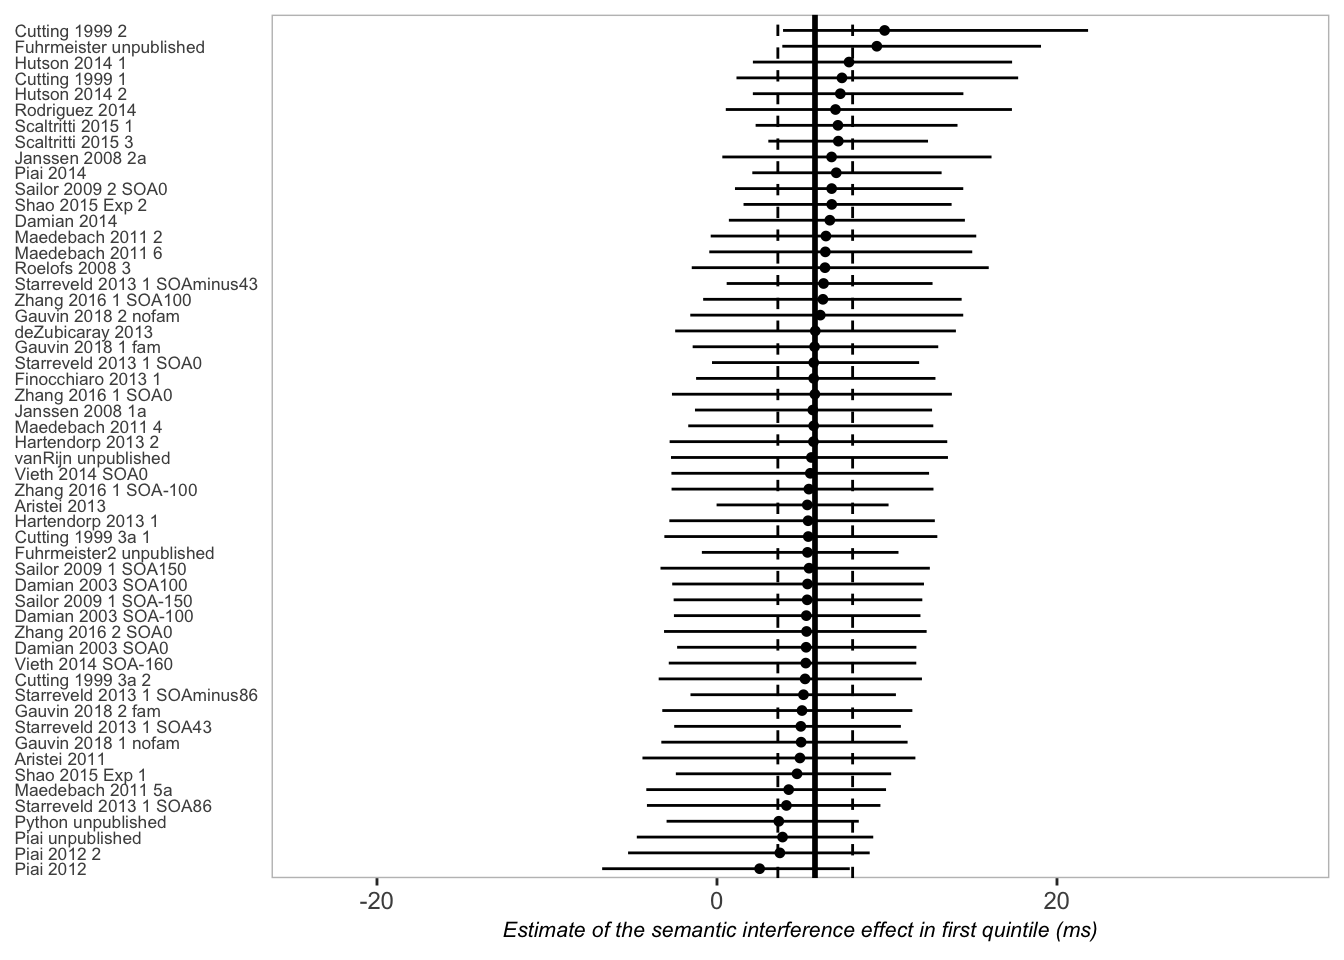 Cutting 1999 2
Fuhrmeister unpublished
Hutson 2014 1
Cutting 1999 1
Hutson 2014 2
Rodriguez 2014
Scaltritti 2015 1
Scaltritti 2015 3
Janssen 2008 2a
Piai 2014
Sailor 2009 2 SOA0
Shao 2015 Exp 2
Damian 2014
Maedebach 2011 2
Maedebach 2011 6
Roelofs 2008 3
Starreveld 2013 1 SOAminus43
Zhang 2016 1 SOA100
Gauvin 2018 2 nofam
deZubicaray 2013
Gauvin 2018 1 fam
Starreveld 2013 1 SOA0
Finocchiaro 2013 1
Zhang 2016 1 SOA0
Janssen 2008 1a
Maedebach 2011 4
Hartendorp 2013 2
vanRijn unpublished
Vieth 2014 SOA0
Zhang 2016 1 SOA-100
Aristei 2013
Hartendorp 2013 1
Cutting 1999 3a 1
Fuhrmeister2 unpublished
Sailor 2009 1 SOA150
Damian 2003 SOA100
Sailor 2009 1 SOA-150
Damian 2003 SOA-100
Zhang 2016 2 SOA0
Damian 2003 SOA0
Vieth 2014 SOA-160
Cutting 1999 3a 2
Starreveld 2013 1 SOAminus86
Gauvin 2018 2 fam
Starreveld 2013 1 SOA43
Gauvin 2018 1 nofam
Aristei 2011
Shao 2015 Exp 1
Maedebach 2011 5a
Starreveld 2013 1 SOA86
Python unpublished
Piai unpublished
Piai 2012 2
Piai 2012
-20 0 20
Estimate of the semantic interference effect in first quintile (ms)